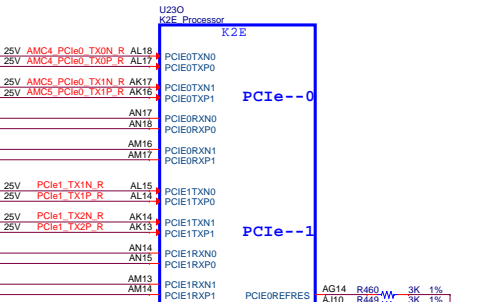 U23O
K2E_Processor
K2E
25V AMC4_PCIe0_TX0N_R AL18 PCIE0TXN0
25V AMC4_PCIe0_TX0P_R AL17 PCIE0TXP0
25V AMC5_PCIe0_TX1N_R AK17 PCIE0TXN1
25V AMC5_PCIe0_TX1P_R AK16 PCIE0TXP1
PCIe--0
AN17 PCIE0RXN0
AN18 PCIE0RXP0
AM16 PCIE0RXN1
AM17 PCIE0RXP1
25V PCIe1_TX1N_R AL15 PCIE1TXN0
25V PCIe1_TX1P_R AL14 PCIE1TXP0
25V PCIe1_TX2N_R AK14 PCIE1TXN1
25V PCIe1_TX2P_R AK13 PCIE1TXP1
PCIe--1
AN14 PCIE1RXN0
AN15 PCIE1RXP0
AM13 PCIE1RXN1
AM14 PCIE1RXP1
PCIE0REFRES AG14 R460 3K 1%
AJ10 R449 3K 1%